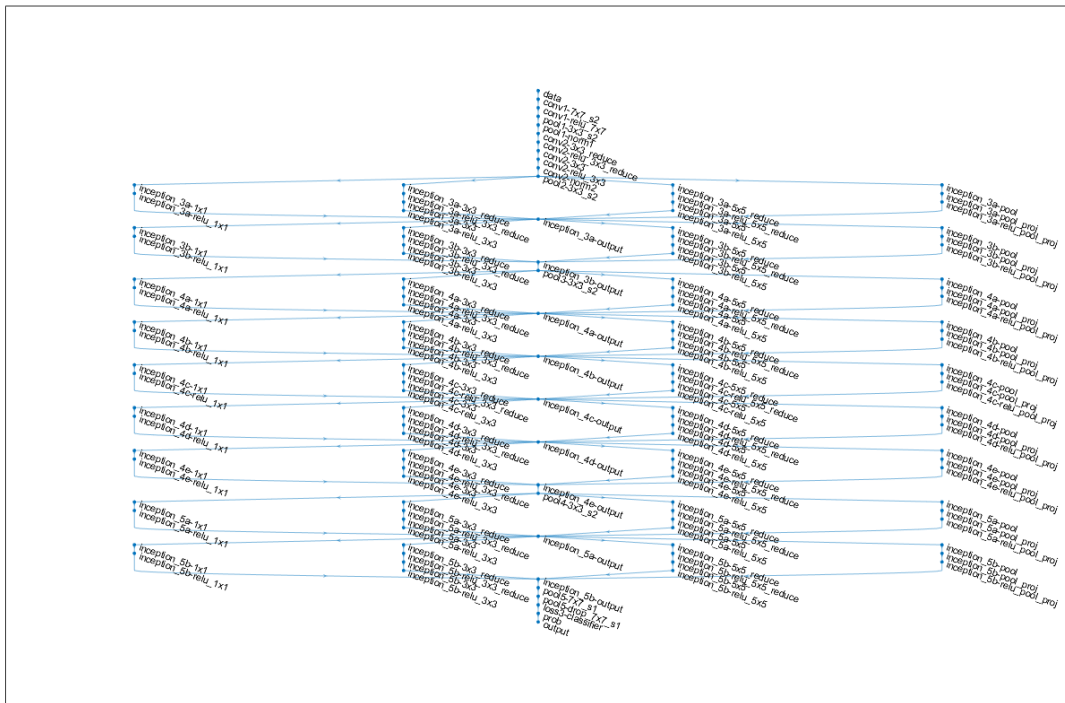 data
conv1-7x7_s2
conv1-relu_7x7
pool1-3x3_s2
pool1-norm1
conv2-3x3_reduce
conv2-relu_3x3_reduce
conv2-3x3
conv2-relu_3x3
conv2-norm2
pool2-3x3_s2
inception_3a-1x1
inception_3a-relu_1x1
inception_3a-3x3_reduce
inception_3a-relu_3x3_reduce
inception_3a-3x3
inception_3a-relu_3x3
inception_3a-5x5_reduce
inception_3a-relu_5x5_reduce
inception_3a-5x5
inception_3a-relu_5x5
inception_3a-pool
inception_3a-pool_proj
inception_3a-relu_pool_proj
inception_3a-output
inception_3b-1x1
inception_3b-relu_1x1
inception_3b-3x3_reduce
inception_3b-relu_3x3_reduce
inception_3b-3x3
inception_3b-relu_3x3
inception_3b-5x5_reduce
inception_3b-relu_5x5_reduce
inception_3b-5x5
inception_3b-relu_5x5
inception_3b-pool
inception_3b-pool_proj
inception_3b-relu_pool_proj
inception_3b-output
pool3-3x3_s2
inception_4a-1x1
inception_4a-relu_1x1
inception_4a-3x3_reduce
inception_4a-relu_3x3_reduce
inception_4a-3x3
inception_4a-relu_3x3
inception_4a-5x5_reduce
inception_4a-relu_5x5_reduce
inception_4a-5x5
inception_4a-relu_5x5
inception_4a-pool
inception_4a-pool_proj
inception_4a-relu_pool_proj
inception_4a-output
inception_4b-1x1
inception_4b-relu_1x1
inception_4b-3x3_reduce
inception_4b-relu_3x3_reduce
inception_4b-3x3
inception_4b-relu_3x3
inception_4b-5x5_reduce
inception_4b-relu_5x5_reduce
inception_4b-5x5
inception_4b-relu_5x5
inception_4b-pool
inception_4b-pool_proj
inception_4b-relu_pool_proj
inception_4b-output
inception_4c-1x1
inception_4c-relu_1x1
inception_4c-3x3_reduce
inception_4c-relu_3x3_reduce
inception_4c-3x3
inception_4c-relu_3x3
inception_4c-5x5_reduce
inception_4c-relu_5x5_reduce
inception_4c-5x5
inception_4c-relu_5x5
inception_4c-pool
inception_4c-pool_proj
inception_4c-relu_pool_proj
inception_4c-output
inception_4d-1x1
inception_4d-relu_1x1
inception_4d-3x3_reduce
inception_4d-relu_3x3_reduce
inception_4d-3x3
inception_4d-relu_3x3
inception_4d-5x5_reduce
inception_4d-relu_5x5_reduce
inception_4d-5x5
inception_4d-relu_5x5
inception_4d-pool
inception_4d-pool_proj
inception_4d-relu_pool_proj
inception_4d-output
inception_4e-1x1
inception_4e-relu_1x1
inception_4e-3x3_reduce
inception_4e-relu_3x3_reduce
inception_4e-3x3
inception_4e-relu_3x3
inception_4e-5x5_reduce
inception_4e-relu_5x5_reduce
inception_4e-5x5
inception_4e-relu_5x5
inception_4e-pool
inception_4e-pool_proj
inception_4e-relu_pool_proj
inception_4e-output
pool4-3x3_s2
inception_5a-1x1
inception_5a-relu_1x1
inception_5a-3x3_reduce
inception_5a-relu_3x3_reduce
inception_5a-3x3
inception_5a-relu_3x3
inception_5a-5x5_reduce
inception_5a-relu_5x5_reduce
inception_5a-5x5
inception_5a-relu_5x5
inception_5a-pool
inception_5a-pool_proj
inception_5a-relu_pool_proj
inception_5a-output
inception_5b-1x1
inception_5b-relu_1x1
inception_5b-3x3_reduce
inception_5b-relu_3x3_reduce
inception_5b-3x3
inception_5b-relu_3x3
inception_5b-5x5_reduce
inception_5b-relu_5x5_reduce
inception_5b-5x5
inception_5b-relu_5x5
inception_5b-pool
inception_5b-pool_proj
inception_5b-relu_pool_proj
inception_5b-output
pool5-7x7_s1
pool5-drop_7x7_s1
loss3-classifier
prob
output